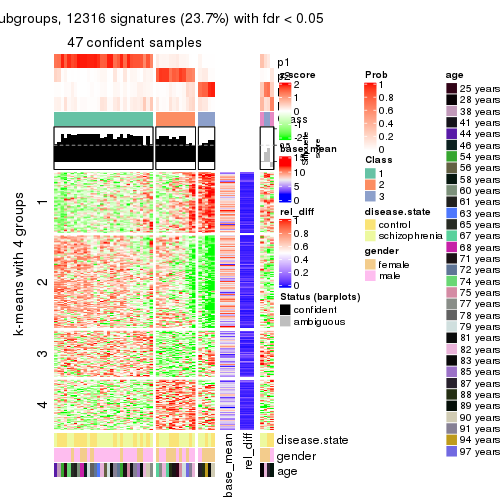 ubgroups, 12316 signatures (23.7%) with fdr < 0.05
47 confident samples
p1
z-score
2
1
0
-2
base_mean
15
10
5
0
rel_diff
1
0.8
0.6
0.4
0.2
0
Status (barplots)
confident
ambiguous
Prob
1
0.8
0.6
0.4
0.2
0
Class
1
2
3
disease.state
control
schizophrenia
gender
female
male
age
25 years
28 years
38 years
41 years
44 years
46 years
54 years
56 years
58 years
60 years
61 years
63 years
65 years
67 years
68 years
71 years
72 years
74 years
75 years
77 years
78 years
79 years
81 years
82 years
83 years
85 years
87 years
88 years
89 years
90 years
91 years
94 years
97 years
k-means with 4 groups
1
2
3
4
base_mean
rel_diff
disease.state
gender
age